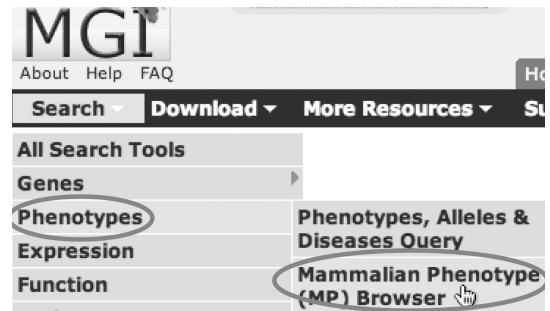 MGI
About Help FAQ
Search Download More Resources
All Search Tools
Genes
Phenotypes
Expression
Function
Phenotypes, Alleles &
Diseases Query
Mammalian Phenotype
(MP) Browser